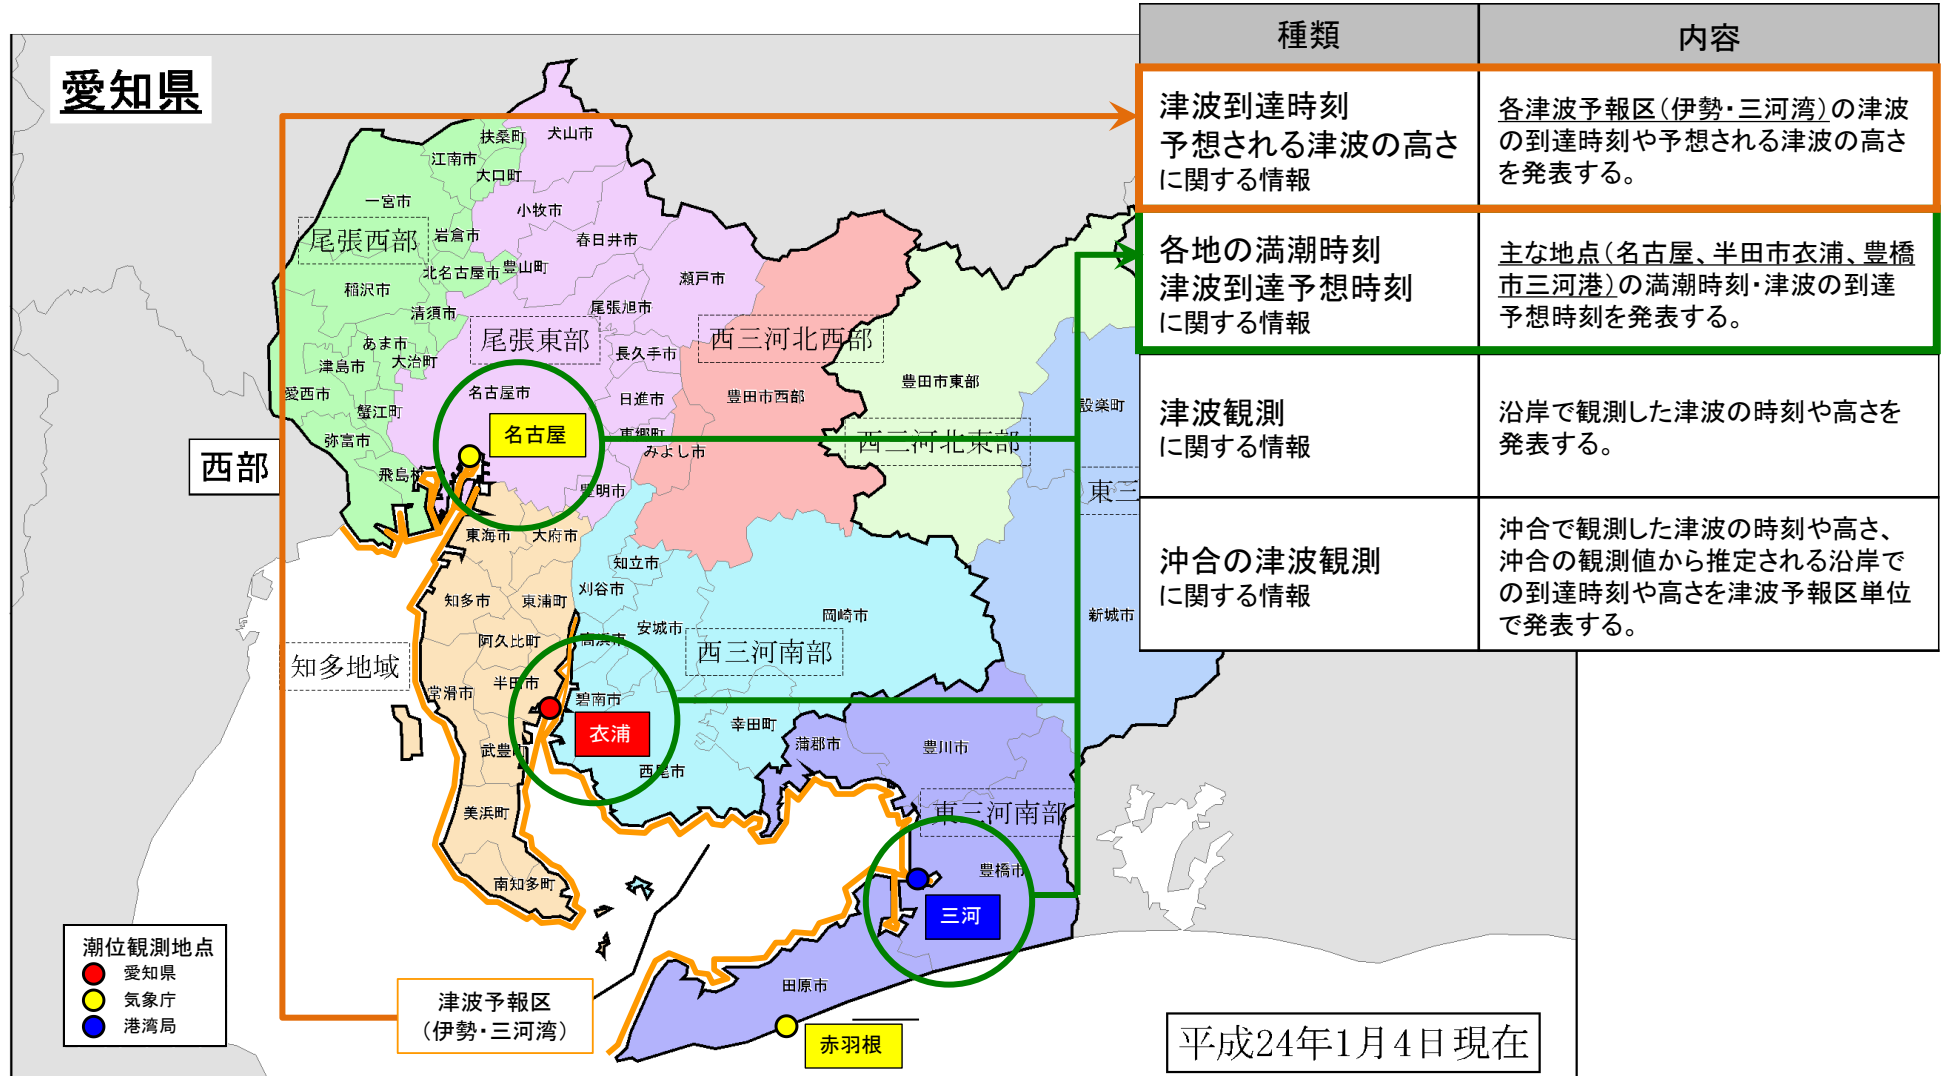 愛知県
種類
内容
津波到達時刻
予想される津波の高さ
に関する情報
各津波予報区(伊勢・三河湾)の津波
の到達時刻や予想される津波の高さ
を発表する。
各地の満潮時刻
津波到達予想時刻
に関する情報
主な地点(名古屋、半田市衣浦、豊橋
市三河港)の満潮時刻・津波の到達
予想時刻を発表する。
津波観測
に関する情報
沿岸で観測した津波の時刻や高さを
発表する。
沖合の津波観測
に関する情報
沖合で観測した津波の時刻や高さ、
沖合の観測値から推定される沿岸で
の到達時刻や高さを津波予報区単位
で発表する。
扶桑町
犬山市
江南市
大口町
一宮市
小牧市
尾張西部
岩倉市
春日井市
北名古屋市
豊山町
瀬戸市
稲沢市
清須市
尾張旭市
尾張東部
西三河北西部
あま市
大治町
長久手市
津島市
愛西市
名古屋市
日進市
豊田市西部
豊田市東部
設楽町
蟹江町
弥富市
名古屋
東郷町
みよし市
西三河北東部
西部
飛島村
豊明市
東三
東海市
大府市
知立市
刈谷市
知多市
東浦町
岡崎市
新城市
安城市
阿久比町
高浜市
西三河南部
知多地域
常滑市
半田市
碧南市
衣浦
幸田町
武豊町
西尾市
蒲郡市
豊川市
美浜町
東三河南部
南知多町
豊橋市
三河
潮位観測地点
愛知県
気象庁
港湾局
津波予報区
(伊勢・三河湾)
田原市
赤羽根
平成24年1月4日現在